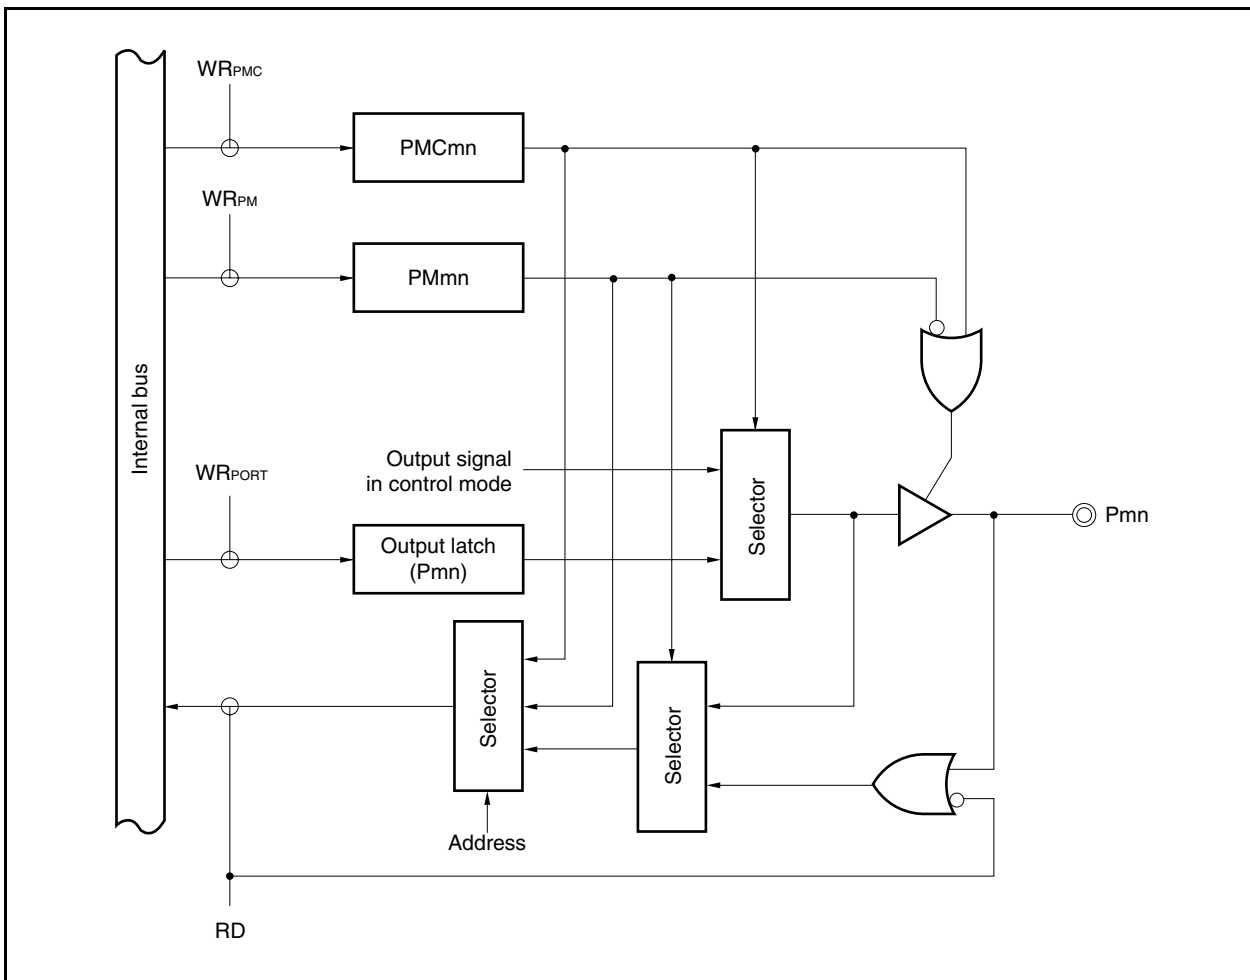 WRPMC
PMCmn
WRPM
PMmn
Internal bus
Output signal
in control mode
Selector
Pmn
WRPORT
Output latch
(Pmn)
Selector
Selector
Address
RD